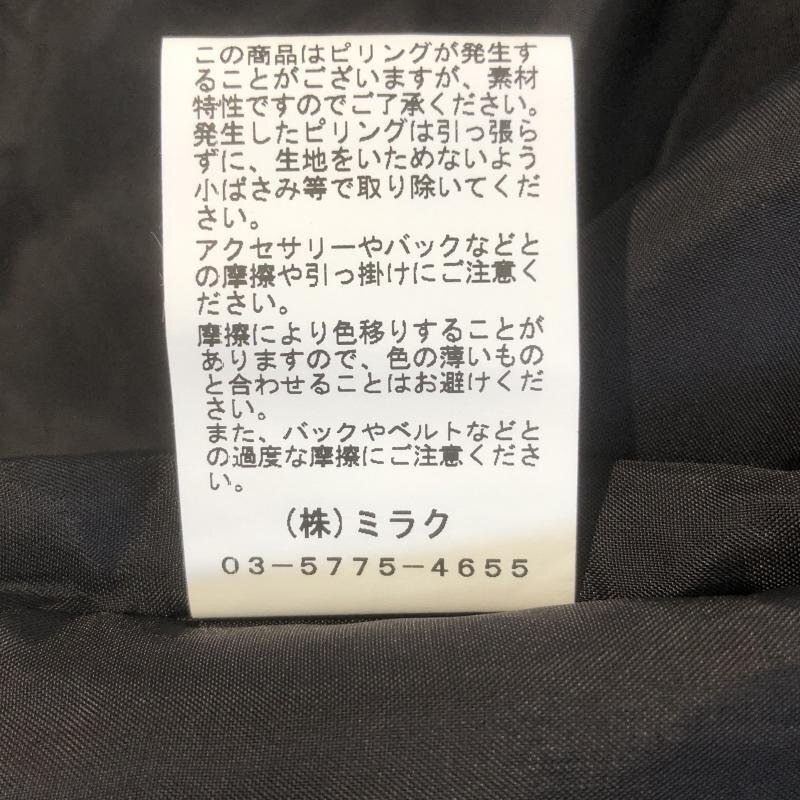 この商品はピリングが発生す
ることがございますが、素材
特性ですのでご了承ください。
発生したピリングは引っ張ら
ずに、生地をいためないよう
小ばさみ等で取り除いてくだ
さい。
アクセサリーやバックなどと
の摩擦や引っ掛けにご注意く
ださい。
摩擦により色移りすることが
ありますので、色の薄いもの
と合わせることはお避けくだ
さい。
また、バックやベルトなどと
の過度な摩擦にご注意くださ
い。
(株)ミラク
03-5775-4655